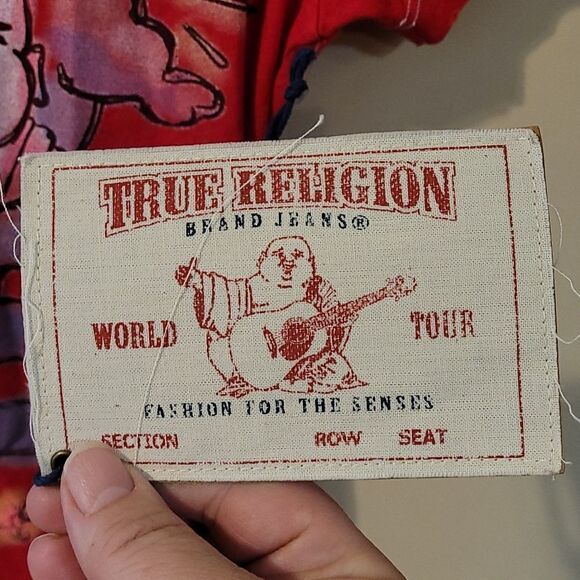 TRUE RELIGION
BRAND JEANS®
WORLD TOUR
FASHION FOR THE SENSES
SECTION ROW SEAT